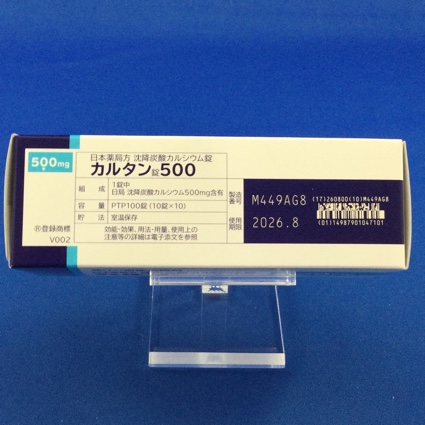 500mg
日本薬局方 沈降炭酸カルシウム錠
カルタン錠500
組成 1錠中
日局 沈降炭酸カルシウム500mg含有
容量 PTP100錠(10錠×10)
貯法 室温保存
効能・効果、用法・用量、使用上の
注意等の詳細は電子添文を参照
®登録商標
V002
製造番号 M449AG8
使用期限 2026.8
(17)260800(10)M449AG8
(01)14987901047101